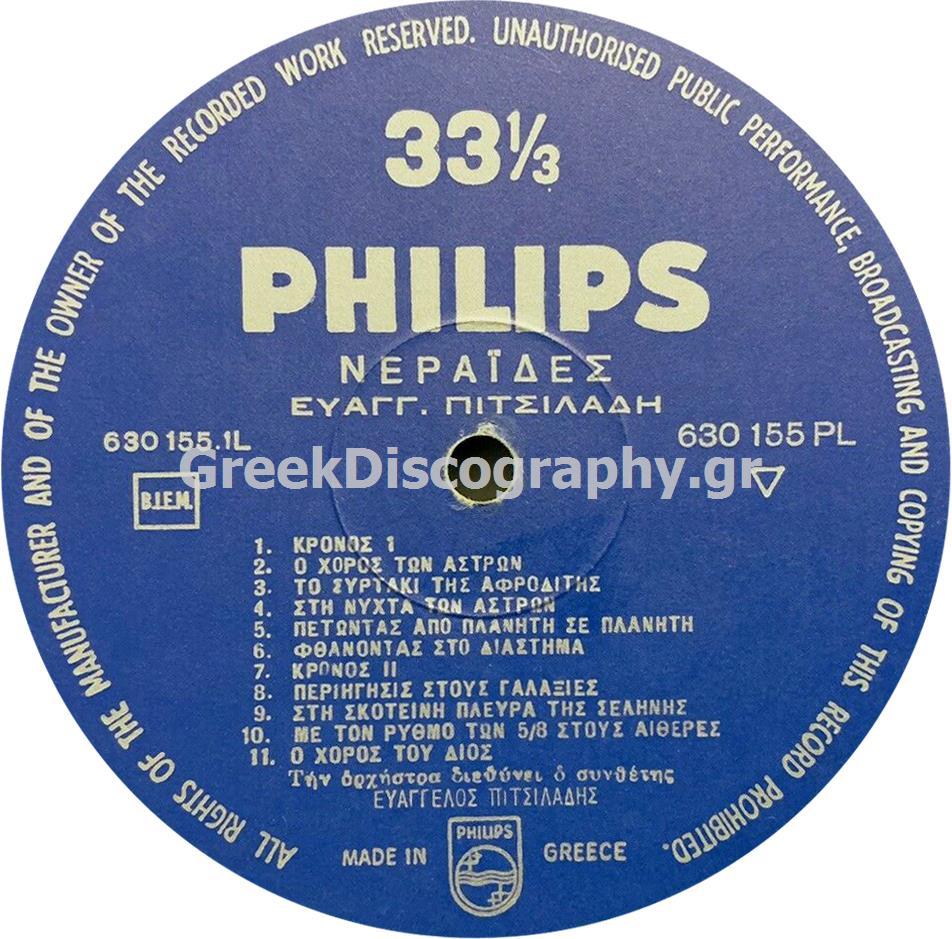 ALL RIGHTS OF THE MANUFACTURER AND OF THE OWNER OF THE RECORDED WORK RESERVED. UNAUTHORISED PUBLIC PERFORMANCE, BROADCASTING AND COPYING OF THIS RECORD PROHIBITED.
33⅓
PHILIPS
ΝΕΡΑΪΔΕΣ
ΕΥΑΓΓ. ΠΙΤΣΙΛΑΔΗ
630 155.1L
630 155 PL
GreekDiscography.gr
B.I.E.M.
1. ΚΡΟΝΟΣ 1
2. Ο ΧΟΡΟΣ ΤΩΝ ΑΣΤΡΩΝ
3. ΤΟ ΣΥΡΤΑΚΙ ΤΗΣ ΑΦΡΟΔΙΤΗΣ
4. ΣΤΗ ΝΥΧΤΑ ΤΩΝ ΑΣΤΡΩΝ
5. ΠΕΤΩΝΤΑΣ ΑΠΟ ΠΛΑΝΗΤΗ ΣΕ ΠΛΑΝΗΤΗ
6. ΦΘΑΝΟΝΤΑΣ ΣΤΟ ΔΙΑΣΤΗΜΑ
7. ΚΡΟΝΟΣ ΙΙ
8. ΠΕΡΙΗΓΗΣΙΣ ΣΤΟΥΣ ΓΑΛΑΞΙΕΣ
9. ΣΤΗ ΣΚΟΤΕΙΝΗ ΠΛΕΥΡΑ ΤΗΣ ΣΕΛΗΝΗΣ
10. ΜΕ ΤΟΝ ΡΥΘΜΟ ΤΩΝ 5/8 ΣΤΟΥΣ ΑΙΘΕΡΕΣ
11. Ο ΧΟΡΟΣ ΤΟΥ ΔΙΟΣ
Τήν ὀρχήστρα διευθύνει ὁ συνθέτης
ΕΥΑΓΓΕΛΟΣ ΠΙΤΣΙΛΑΔΗΣ
MADE IN
PHILIPS
GREECE